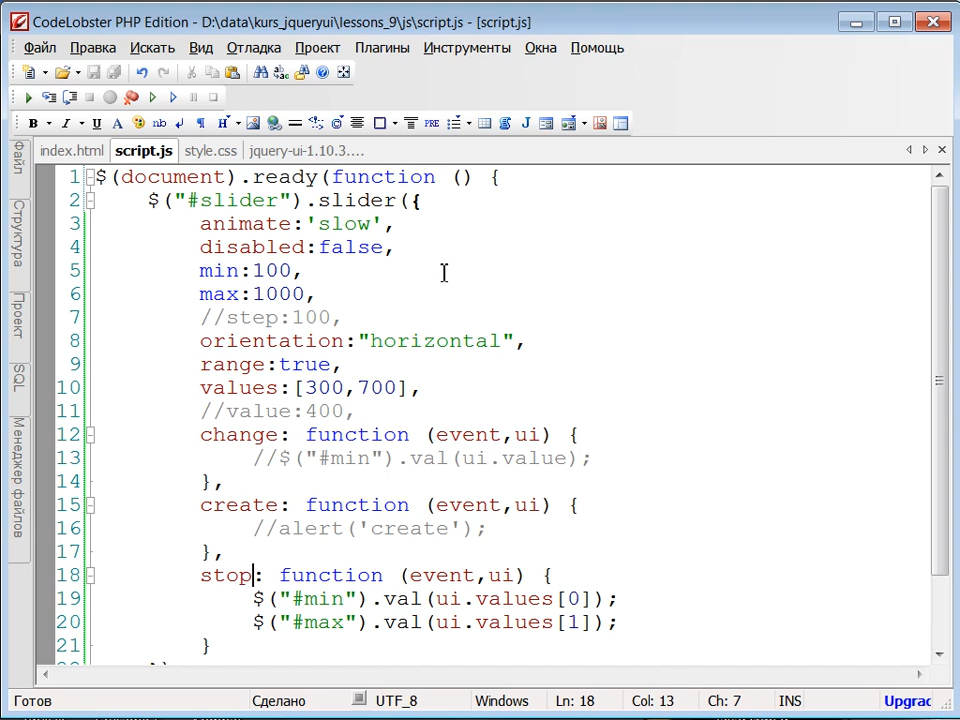 CodeLobster PHP Edition - D:\data\kurs_jqueryui\lessons_9\js\script.js - [script.js]
Файл Правка Искать Вид Отладка Проект Плагины Инструменты Окна Помощь
B I U A nb H PRE J
index.html script.js style.css jquery-ui-1.10.3....
Файл
Структура
Проект
SQL
Менеджер файлов
1 $(document).ready(function () {
2 $("#slider").slider({
3 animate:'slow',
4 disabled:false,
5 min:100,
6 max:1000,
7 //step:100,
8 orientation:"horizontal",
9 range:true,
10 values:[300,700],
11 //value:400,
12 change: function (event,ui) {
13 //$("#min").val(ui.value);
14 },
15 create: function (event,ui) {
16 //alert('create');
17 },
18 stop: function (event,ui) {
19 $("#min").val(ui.values[0]);
20 $("#max").val(ui.values[1]);
21 }
Готово Сделано UTF_8 Windows Ln: 18 Col: 13 Ch: 7 INS Upgrac